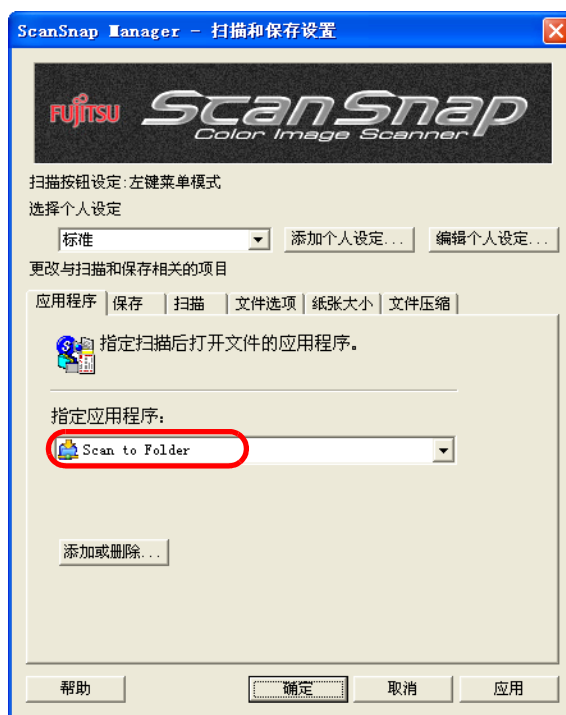 ScanSnap Manager - 扫描和保存设置
FUJITSU ScanSnap
Color Image Scanner
扫描按钮设定:左键菜单模式
选择个人设定
标准 添加个人设定... 编辑个人设定...
更改与扫描和保存相关的项目
应用程序 保存 扫描 文件选项 纸张大小 文件压缩
指定扫描后打开文件的应用程序。
指定应用程序:
Scan to Folder
添加或删除...
帮助 确定 取消 应用